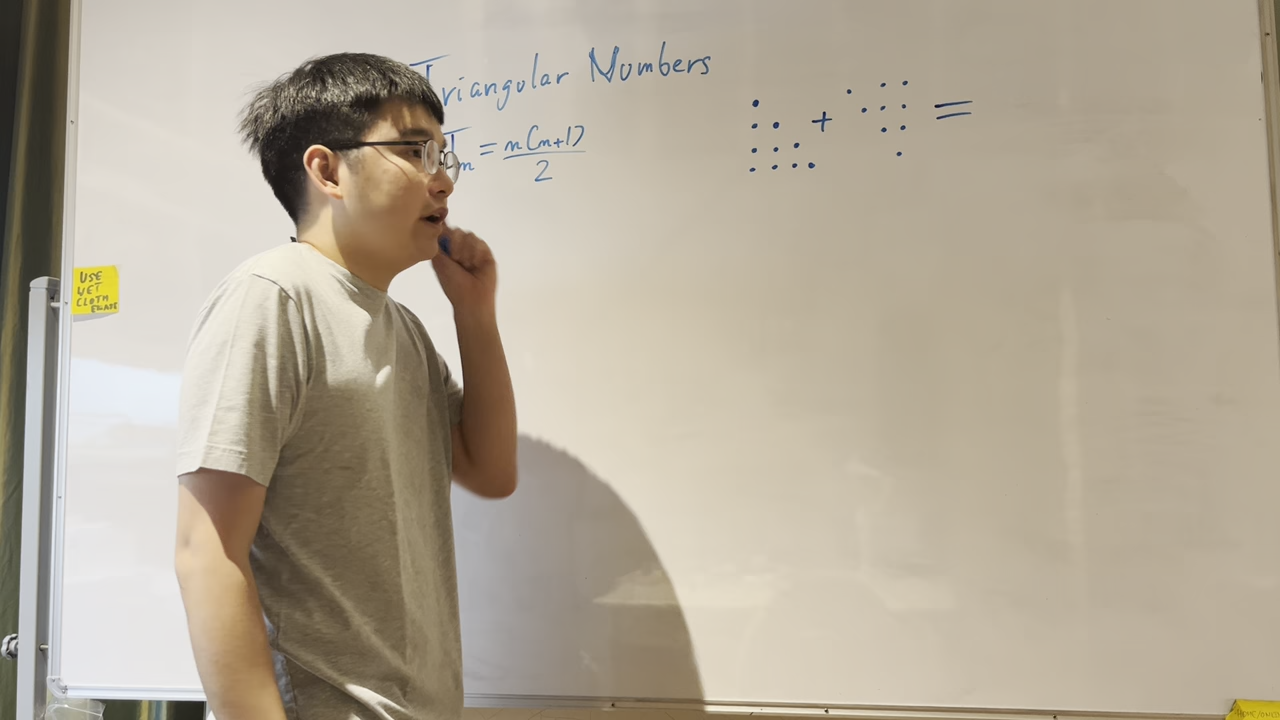 Triangular Numbers
Tn = n(n+1)/2
+ =
USE
WET
CLOTH
ERASE